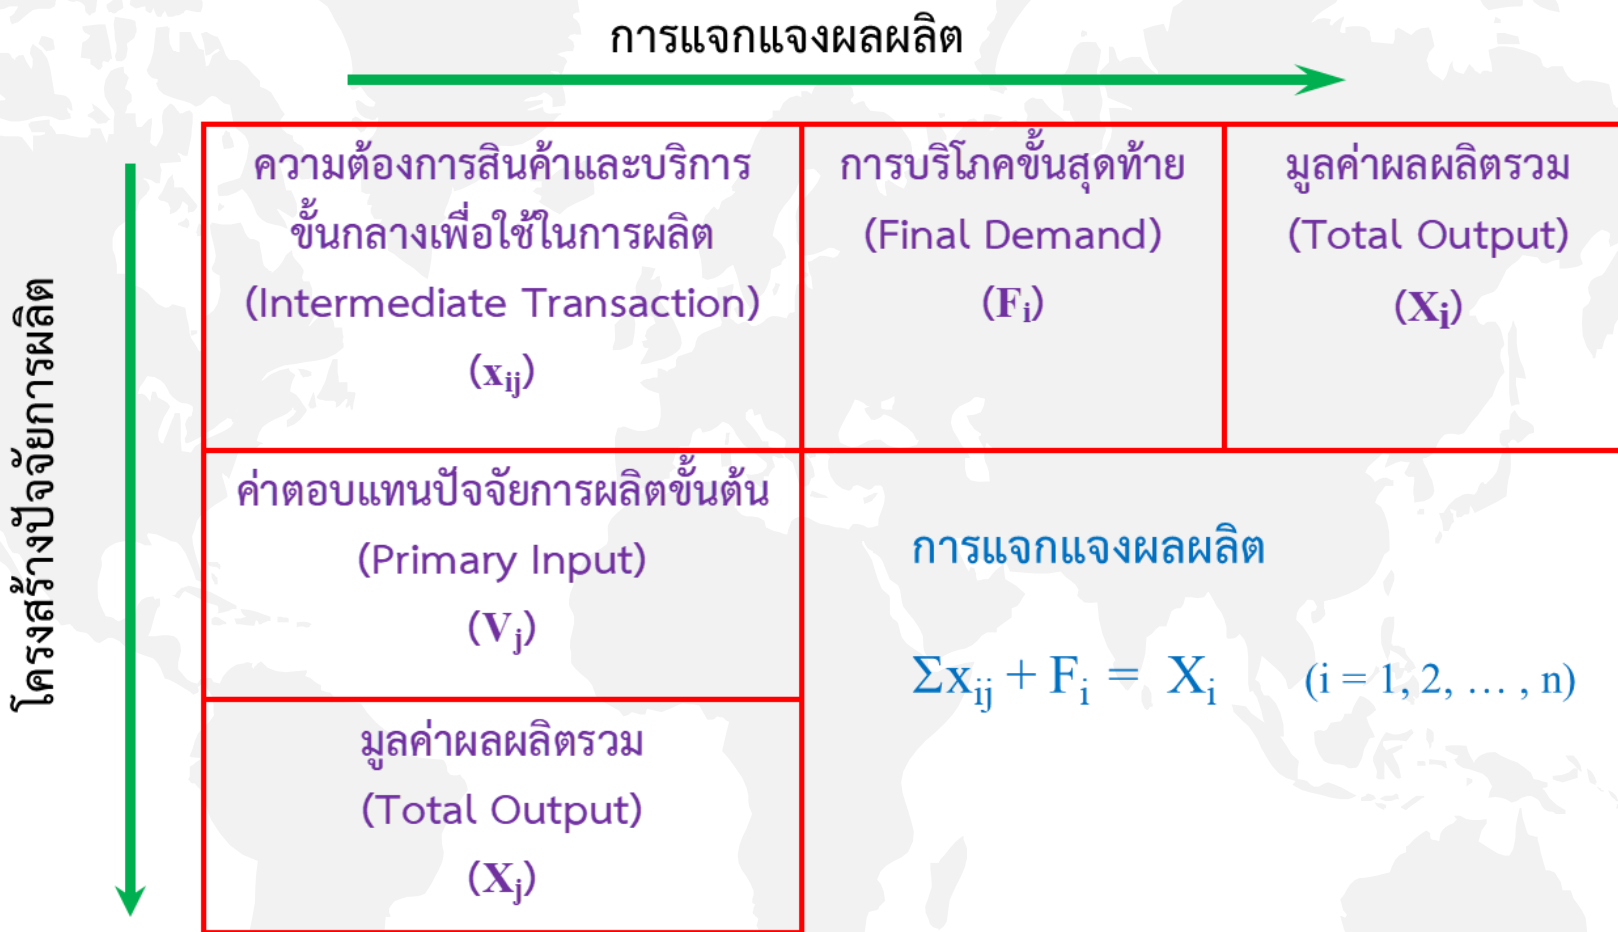 การแจกแจงผลผลิต
โครงสร้างปัจจัยการผลิต
ความต้องการสินค้าและบริการ
ขั้นกลางเพื่อใช้ในการผลิต
(Intermediate Transaction)
(xij)
การบริโภคขั้นสุดท้าย
(Final Demand)
(Fi)
มูลค่าผลผลิตรวม
(Total Output)
(Xi)
ค่าตอบแทนปัจจัยการผลิตขั้นต้น
(Primary Input)
(Vj)
การแจกแจงผลผลิต
Σxij + Fi = Xi (i = 1, 2, … , n)
มูลค่าผลผลิตรวม
(Total Output)
(Xj)